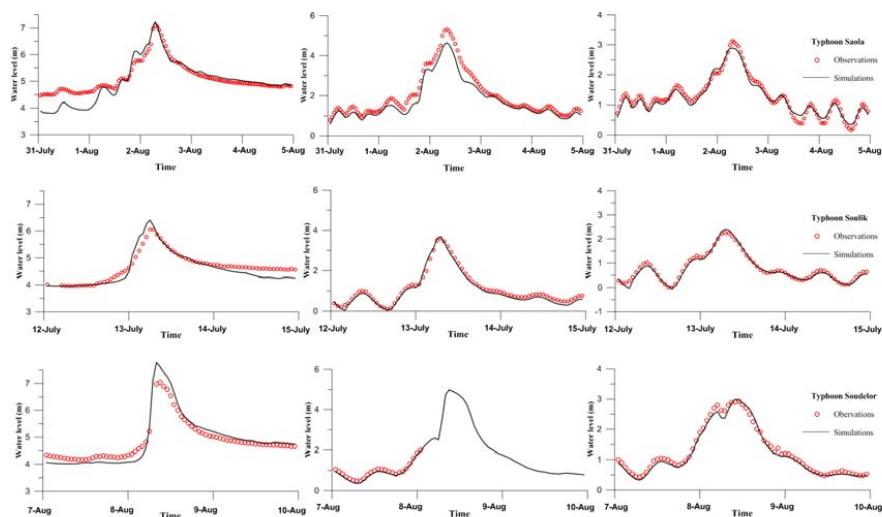 Water level (m)
7
6
5
4
3
31-July 1-Aug 2-Aug 3-Aug 4-Aug 5-Aug
Time
Water level (m)
6
4
2
0
31-July 1-Aug 2-Aug 3-Aug 4-Aug 5-Aug
Time
Water level (m)
4
3
2
1
0
31-July 1-Aug 2-Aug 3-Aug 4-Aug 5-Aug
Time
Typhoon Saola
Observations
Simulations
Water level (m)
7
6
5
4
3
12-July 13-July 14-July 15-July
Time
Water level (m)
6
4
2
0
12-July 13-July 14-July 15-July
Time
Water level (m)
4
3
2
1
0
-1
12-July 13-July 14-July 15-July
Time
Typhoon Soulik
Observations
Simulations
Water level (m)
7
6
5
4
3
7-Aug 8-Aug 9-Aug 10-Aug
Time
Water level (m)
6
4
2
0
7-Aug 8-Aug 9-Aug 10-Aug
Time
Water level (m)
4
3
2
1
0
7-Aug 8-Aug 9-Aug 10-Aug
Time
Typhoon Soudelor
Obervations
Simulations